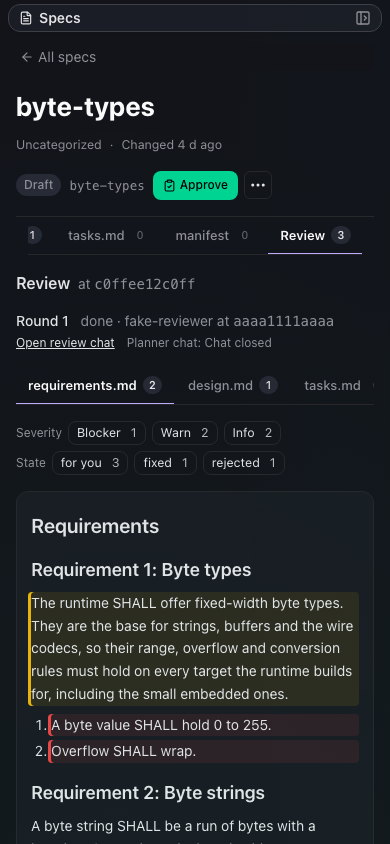 Specs
← All specs
byte-types
Uncategorized · Changed 4 d ago
Draft byte-types Approve ···
1 tasks.md 0 manifest 0 Review 3
Review at c0ffee12c0ff
Round 1 done · fake-reviewer at aaaa1111aaaa
Open review chat Planner chat: Chat closed
requirements.md 2 design.md 1 tasks.md
Severity Blocker 1 Warn 2 Info 2
State for you 3 fixed 1 rejected 1
Requirements
Requirement 1: Byte types
The runtime SHALL offer fixed-width byte types.
They are the base for strings, buffers and the wire
codecs, so their range, overflow and conversion
rules must hold on every target the runtime builds
for, including the small embedded ones.
1. A byte value SHALL hold 0 to 255.
2. Overflow SHALL wrap.
Requirement 2: Byte strings
A byte string SHALL be a run of bytes with a